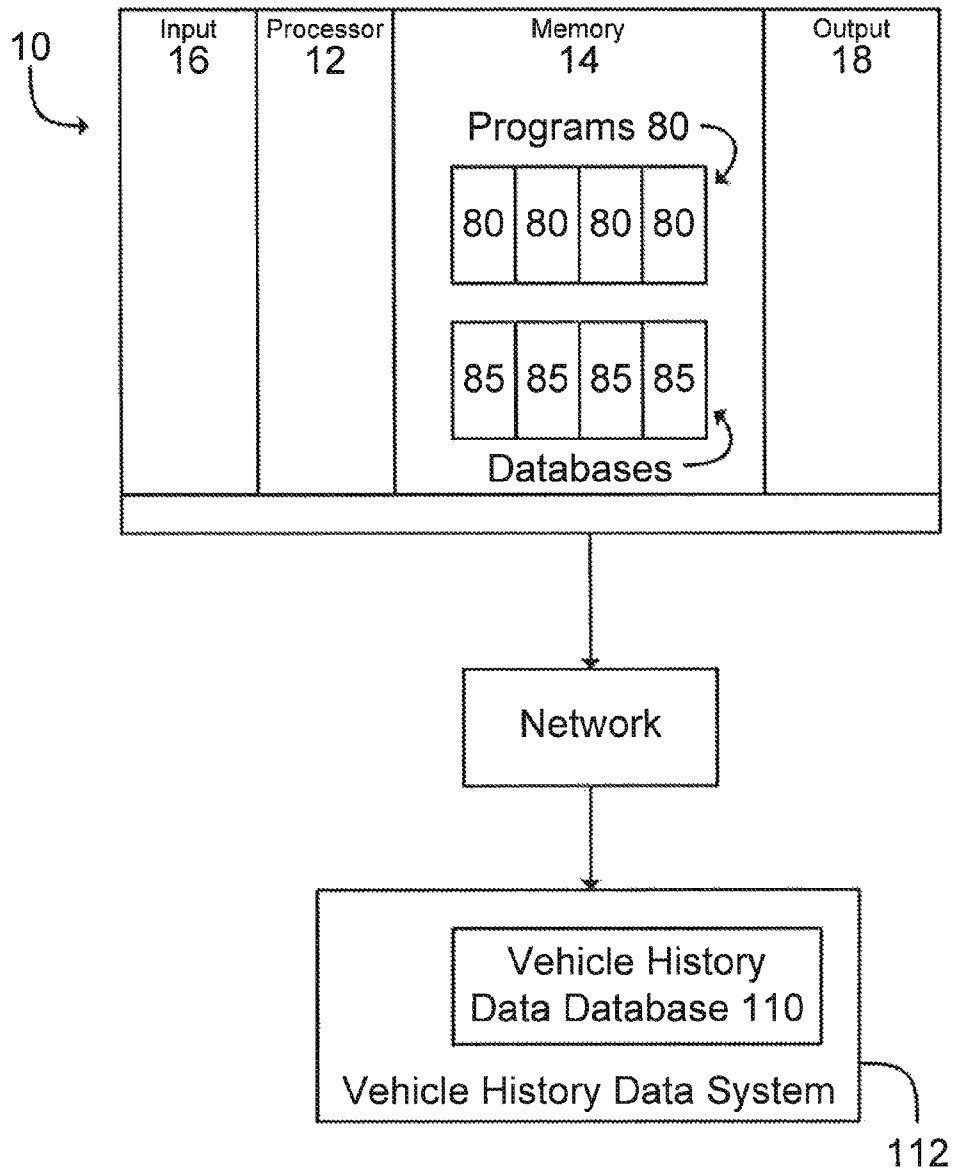 10
Input
16
Processor
12
Memory
14
Output
18
Programs 80
80 80 80 80
85 85 85 85
Databases
Network
Vehicle History
Data Database 110
Vehicle History Data System
112